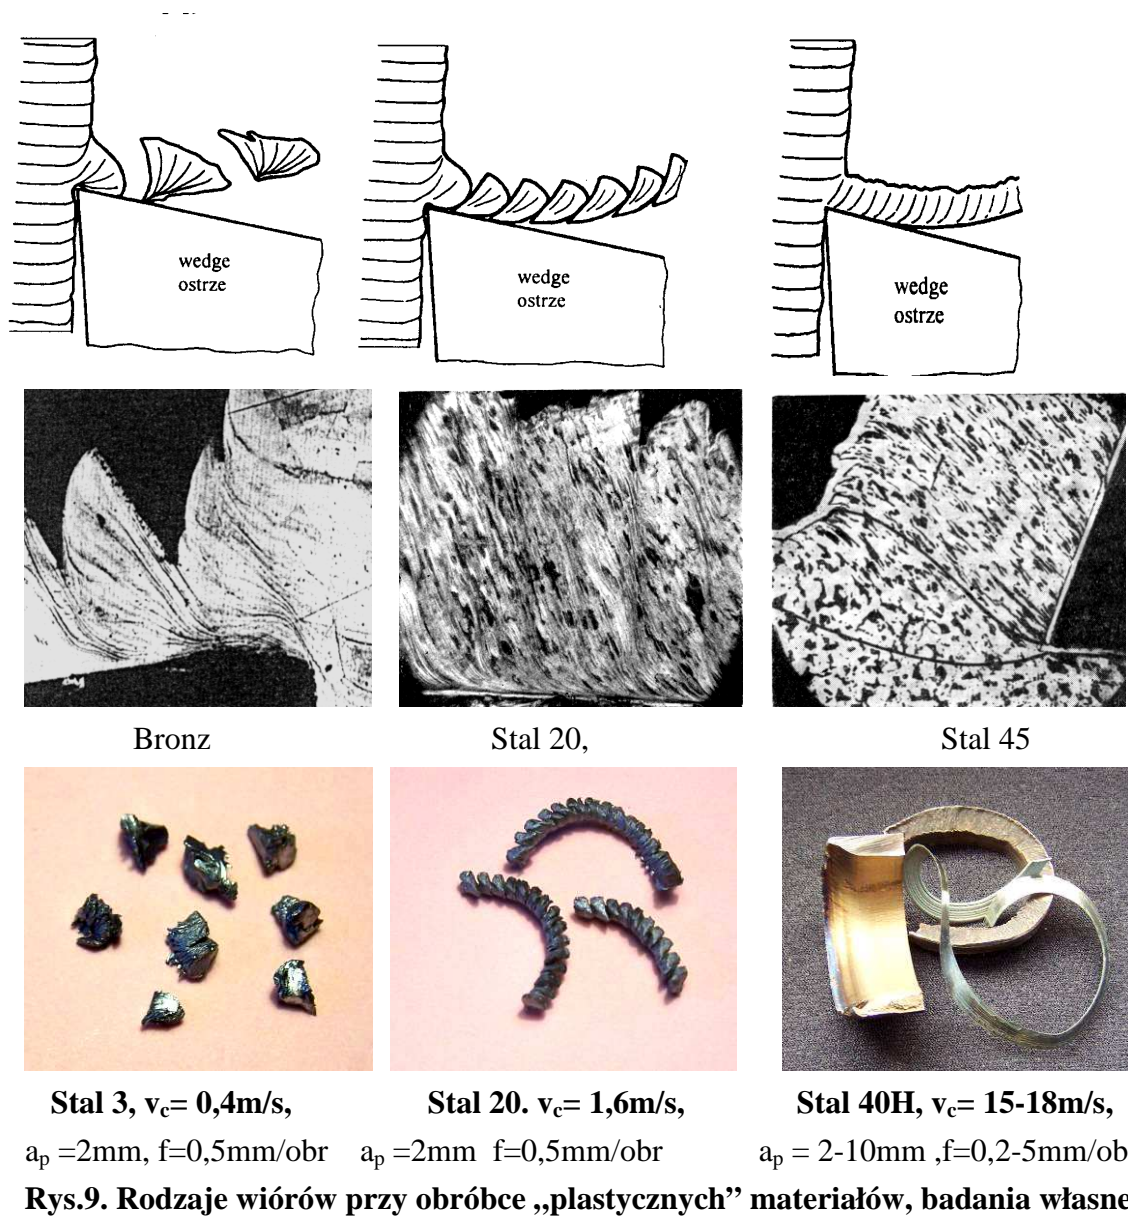 wedge
ostrze
wedge
ostrze
wedge
ostrze
Bronz
Stal 20,
Stal 45
Stal 3, vc= 0,4m/s,
Stal 20. vc= 1,6m/s,
Stal 40H, vc= 15-18m/s,
ap =2mm, f=0,5mm/obr
ap =2mm f=0,5mm/obr
ap = 2-10mm ,f=0,2-5mm/ob
Rys.9. Rodzaje wiórów przy obróbce „plastycznych” materiałów, badania własne